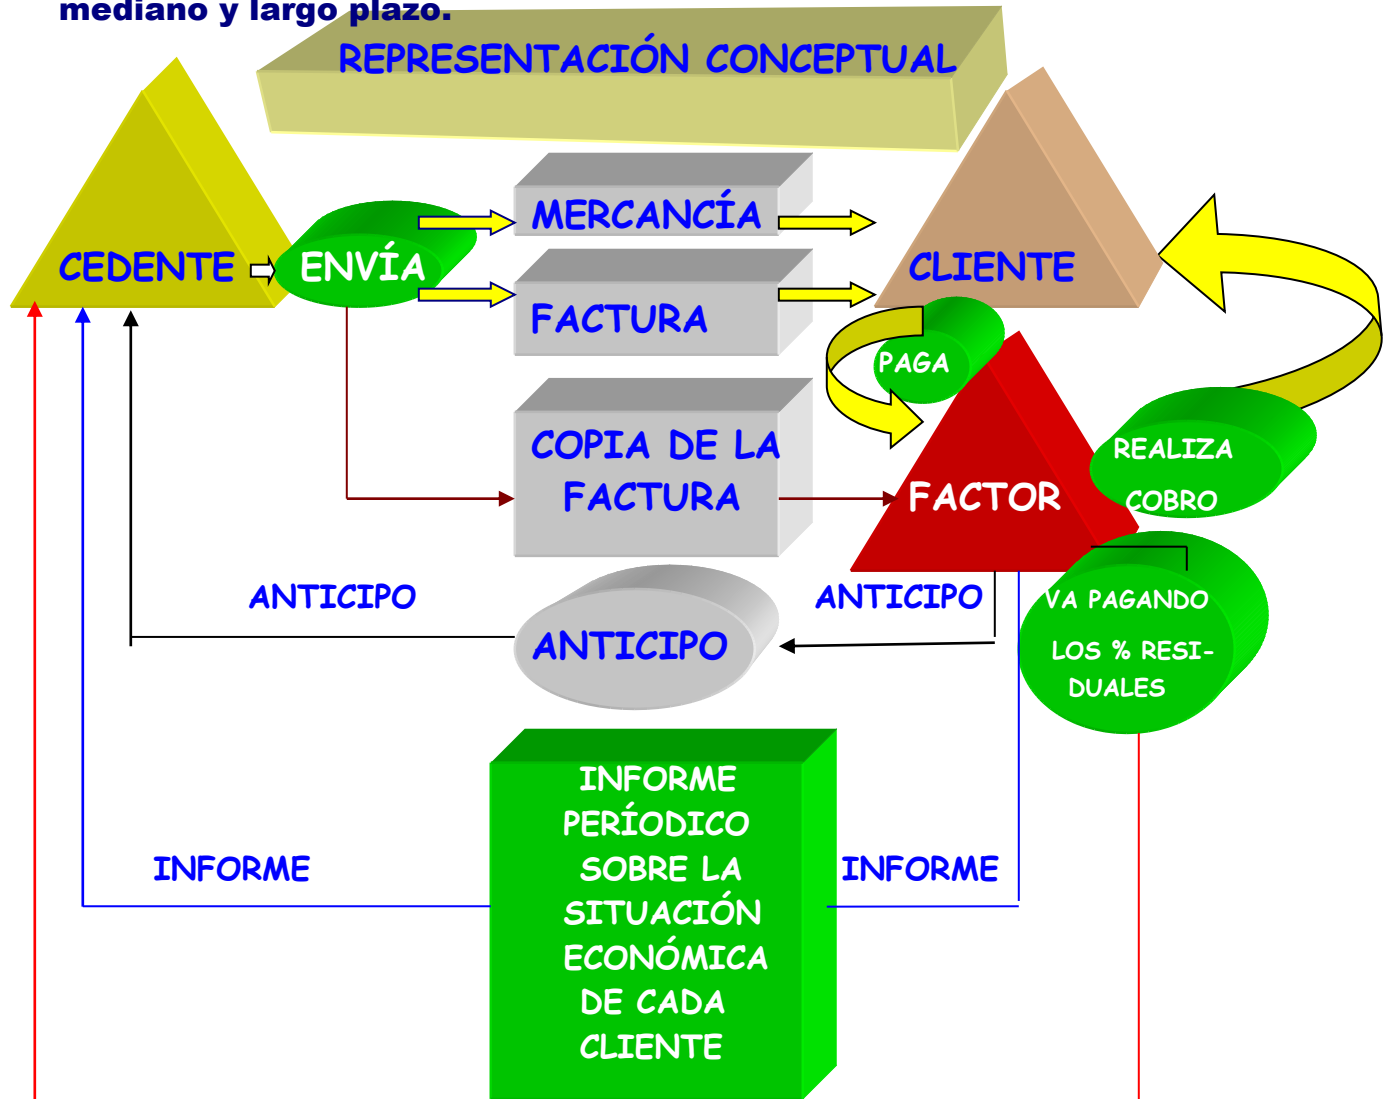 mediano y largo plazo.
REPRESENTACIÓN CONCEPTUAL
MERCANCÍA
CEDENTE
ENVÍA
CLIENTE
FACTURA
PAGA
COPIA DE LA
FACTURA
FACTOR
REALIZA
COBRO
ANTICIPO
ANTICIPO
ANTICIPO
VA PAGANDO
LOS % RESI-
DUALES
INFORME
PERÍODICO
SOBRE LA
SITUACIÓN
ECONÓMICA
DE CADA
CLIENTE
INFORME
INFORME